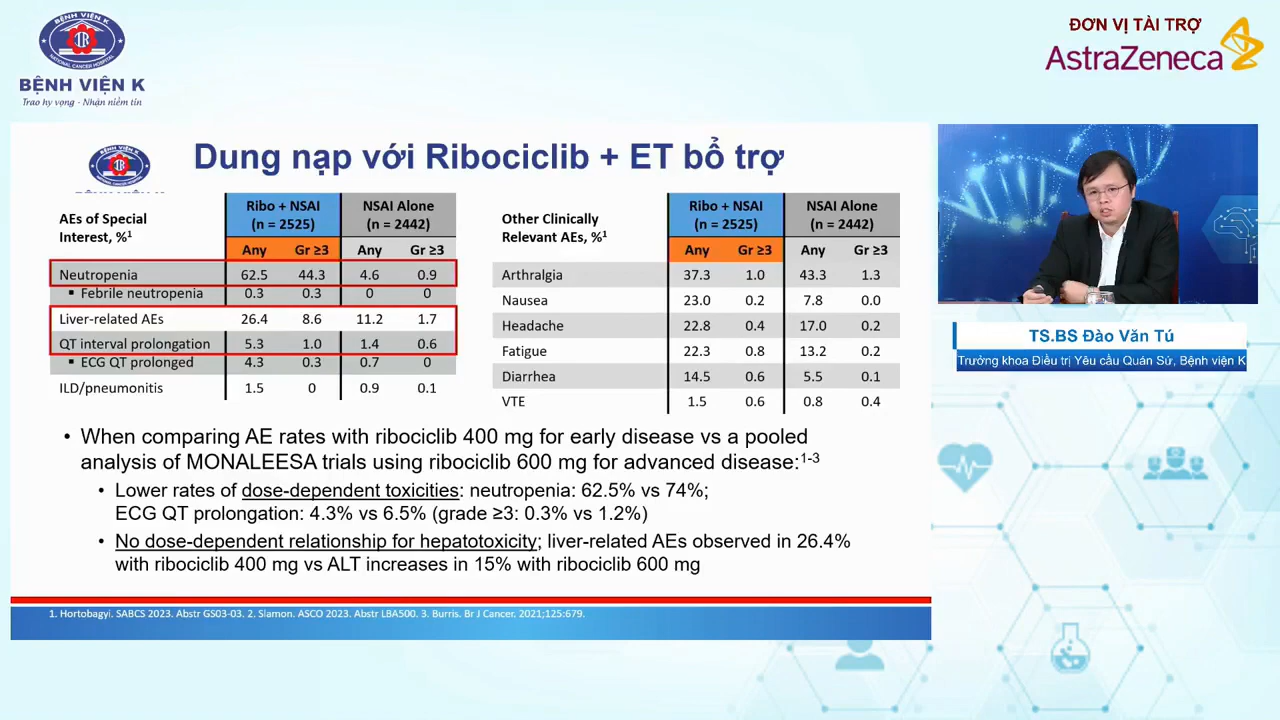 BỆNH VIỆN K
NATIONAL CANCER HOSPITAL
BỆNH VIỆN K
Trao hy vọng - Nhận niềm tin
ĐƠN VỊ TÀI TRỢ
AstraZeneca
Dung nạp với Ribociclib + ET bổ trợ
AEs of Special Interest, %1
Ribo + NSAI (n = 2525)
NSAI Alone (n = 2442)
Any Gr ≥3 Any Gr ≥3
Neutropenia 62.5 44.3 4.6 0.9
▪ Febrile neutropenia 0.3 0.3 0 0
Liver-related AEs 26.4 8.6 11.2 1.7
QT interval prolongation 5.3 1.0 1.4 0.6
▪ ECG QT prolonged 4.3 0.3 0.7 0
ILD/pneumonitis 1.5 0 0.9 0.1
Other Clinically Relevant AEs, %1
Ribo + NSAI (n = 2525)
NSAI Alone (n = 2442)
Any Gr ≥3 Any Gr ≥3
Arthralgia 37.3 1.0 43.3 1.3
Nausea 23.0 0.2 7.8 0.0
Headache 22.8 0.4 17.0 0.2
Fatigue 22.3 0.8 13.2 0.2
Diarrhea 14.5 0.6 5.5 0.1
VTE 1.5 0.6 0.8 0.4
• When comparing AE rates with ribociclib 400 mg for early disease vs a pooled
analysis of MONALEESA trials using ribociclib 600 mg for advanced disease:1-3
• Lower rates of dose-dependent toxicities: neutropenia: 62.5% vs 74%;
ECG QT prolongation: 4.3% vs 6.5% (grade ≥3: 0.3% vs 1.2%)
• No dose-dependent relationship for hepatotoxicity; liver-related AEs observed in 26.4%
with ribociclib 400 mg vs ALT increases in 15% with ribociclib 600 mg
1. Hortobagyi. SABCS 2023. Abstr GS03-03. 2. Slamon. ASCO 2023. Abstr LBA500. 3. Burris. Br J Cancer. 2021;125:679.
TS.BS Đào Văn Tú
Trưởng khoa Điều trị Yêu cầu Quán Sứ, Bệnh viện K